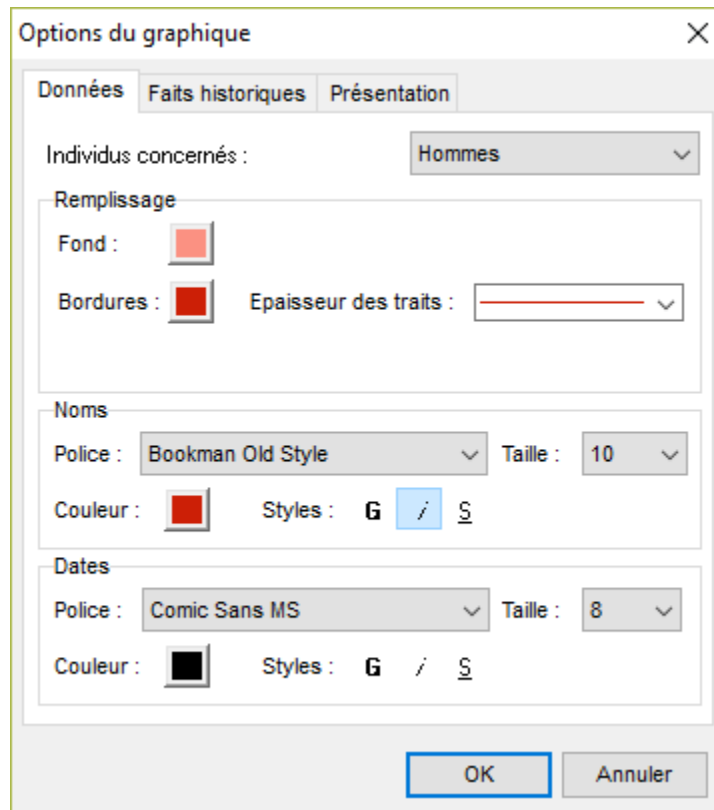 Options du graphique
Données Faits historiques Présentation
Individus concernés : Hommes
Remplissage
Fond :
Bordures : Epaisseur des traits :
Noms
Police : Bookman Old Style Taille : 10
Couleur : Styles : G i S
Dates
Police : Comic Sans MS Taille : 8
Couleur : Styles : G i S
OK Annuler